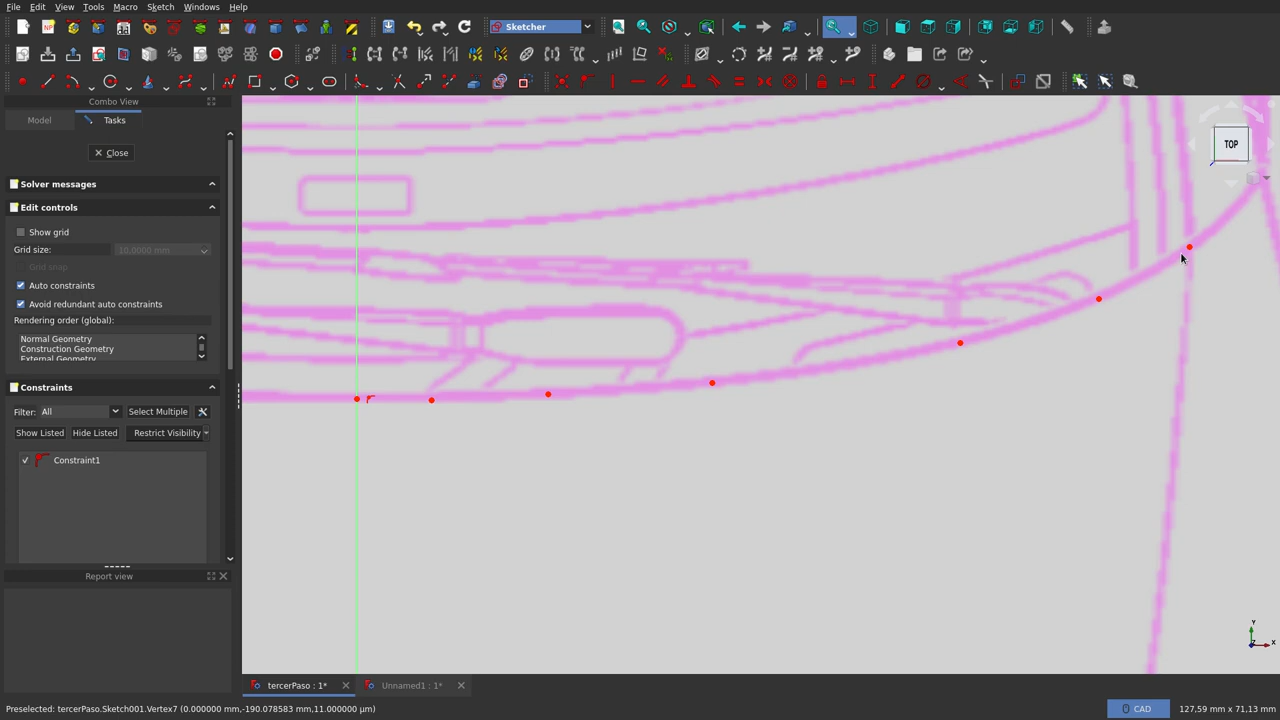 File Edit View Tools Sketch Windows Help
Sketcher
Combo View
Model Tasks
Close
Solver messages
Edit controls
Show grid
Grid size: 10,0000 mm
Grid snap
Auto constraints
Avoid redundant auto constraints
Rendering order (global):
Normal Geometry
Construction Geometry
External Geometry
Constraints
Filter: All Select Multiple
Show Listed Hide Listed Restrict Visibility
Constraint1
Report view
TOP
Y
Z X
tercerPaso : 1* Unnamed1 : 1*
Preselected: tercerPaso.Sketch001.Vertex7 (0.000000 mm,-190.078583 mm,11.000000 µm) CAD 127,59 mm x 71,13 mm